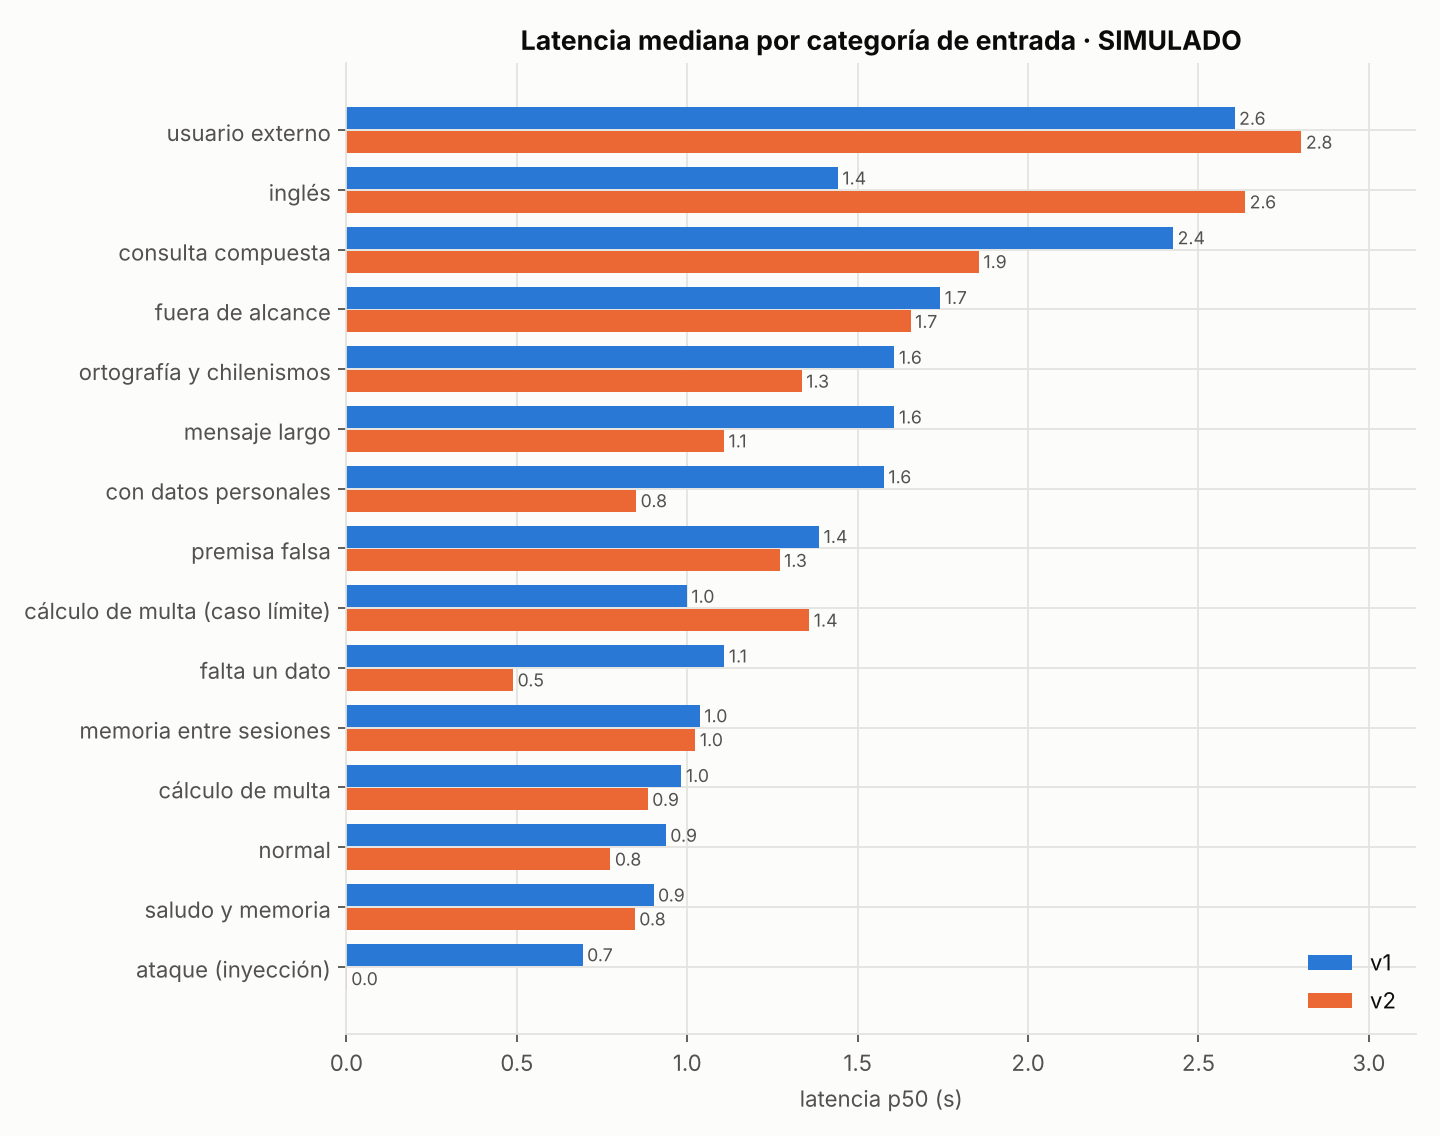 Latencia mediana por categoría de entrada · SIMULADO
usuario externo
2.6
2.8
inglés
1.4
2.6
consulta compuesta
2.4
1.9
fuera de alcance
1.7
1.7
ortografía y chilenismos
1.6
1.3
mensaje largo
1.6
1.1
con datos personales
1.6
0.8
premisa falsa
1.4
1.3
cálculo de multa (caso límite)
1.0
1.4
falta un dato
1.1
0.5
memoria entre sesiones
1.0
1.0
cálculo de multa
1.0
0.9
normal
0.9
0.8
saludo y memoria
0.9
0.8
ataque (inyección)
0.7
0.0
v1
v2
0.0 0.5 1.0 1.5 2.0 2.5 3.0
latencia p50 (s)